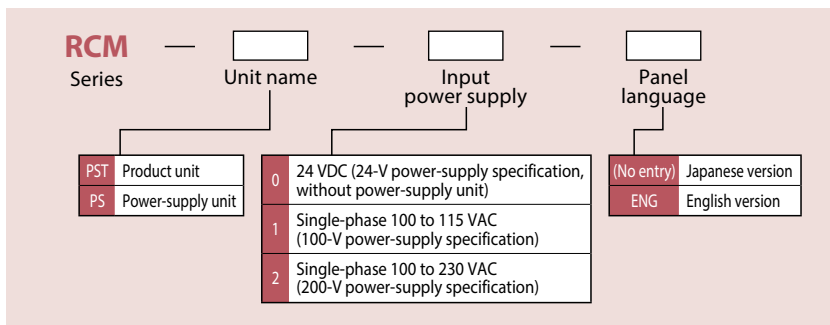 RCM — — —
Series
Unit name
Input
power supply
Panel
language
PST Product unit
PS Power-supply unit
0 24 VDC (24-V power-supply specification,
without power-supply unit)
1 Single-phase 100 to 115 VAC
(100-V power-supply specification)
2 Single-phase 100 to 230 VAC
(200-V power-supply specification)
(No entry) Japanese version
ENG English version